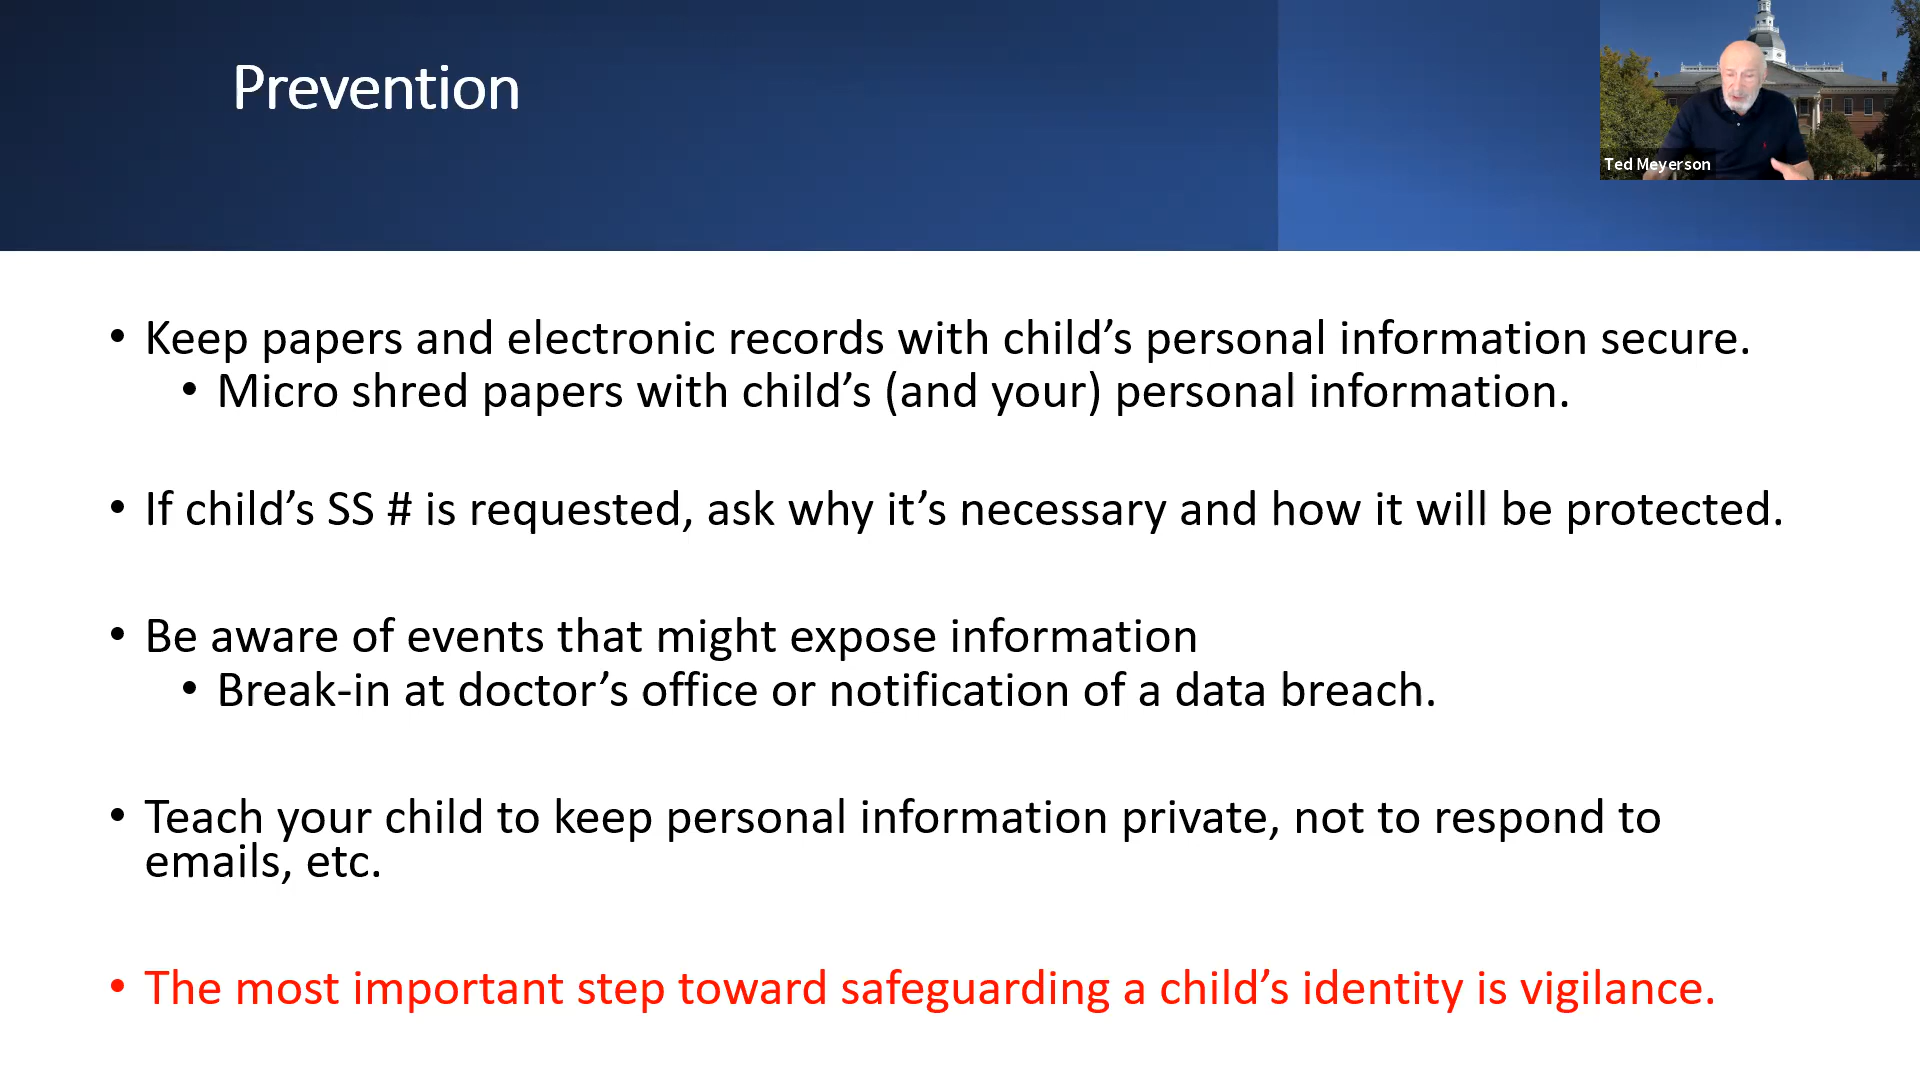 Prevention
Ted Meyerson
• Keep papers and electronic records with child’s personal information secure.
• Micro shred papers with child’s (and your) personal information.
• If child’s SS # is requested, ask why it’s necessary and how it will be protected.
• Be aware of events that might expose information
• Break-in at doctor’s office or notification of a data breach.
• Teach your child to keep personal information private, not to respond to
emails, etc.
• The most important step toward safeguarding a child’s identity is vigilance.